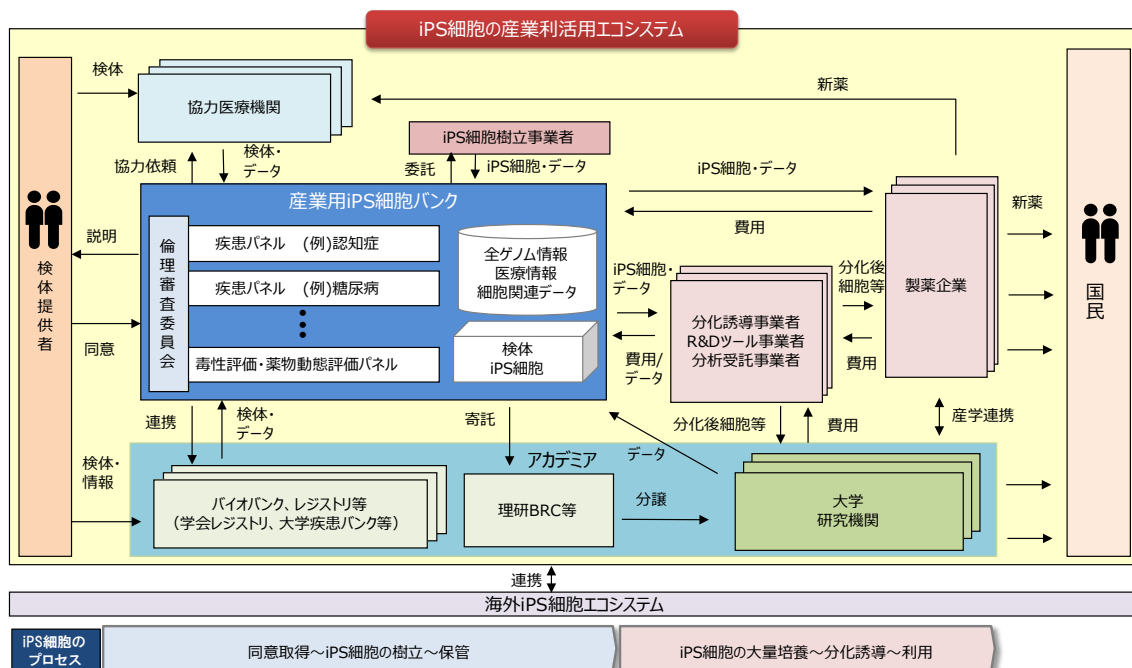 iPS細胞の産業利活用エコシステム
検体
新薬
協力医療機関
iPS細胞樹立事業者
協力依頼
検体・
データ
委託
iPS細胞・データ
iPS細胞・データ
費用
産業用iPS細胞バンク
倫理審査委員会
疾患パネル　(例)認知症
疾患パネル　(例)糖尿病
毒性評価・薬物動態評価パネル
全ゲノム情報
医療情報
細胞関連データ
検体
iPS細胞
説明
検体提供者
同意
iPS細胞・
データ
費用/
データ
分化誘導事業者
R&Dツール事業者
分析受託事業者
分化後
細胞等
費用
製薬企業
新薬
国民
連携
検体・
データ
寄託
分化後細胞等
費用
産学連携
検体・
情報
アカデミア
データ
バイオバンク、レジストリ等
（学会レジストリ、大学疾患バンク等）
理研BRC等
分譲
大学
研究機関
連携
海外iPS細胞エコシステム
iPS細胞の
プロセス
同意取得～iPS細胞の樹立～保管
iPS細胞の大量培養～分化誘導～利用